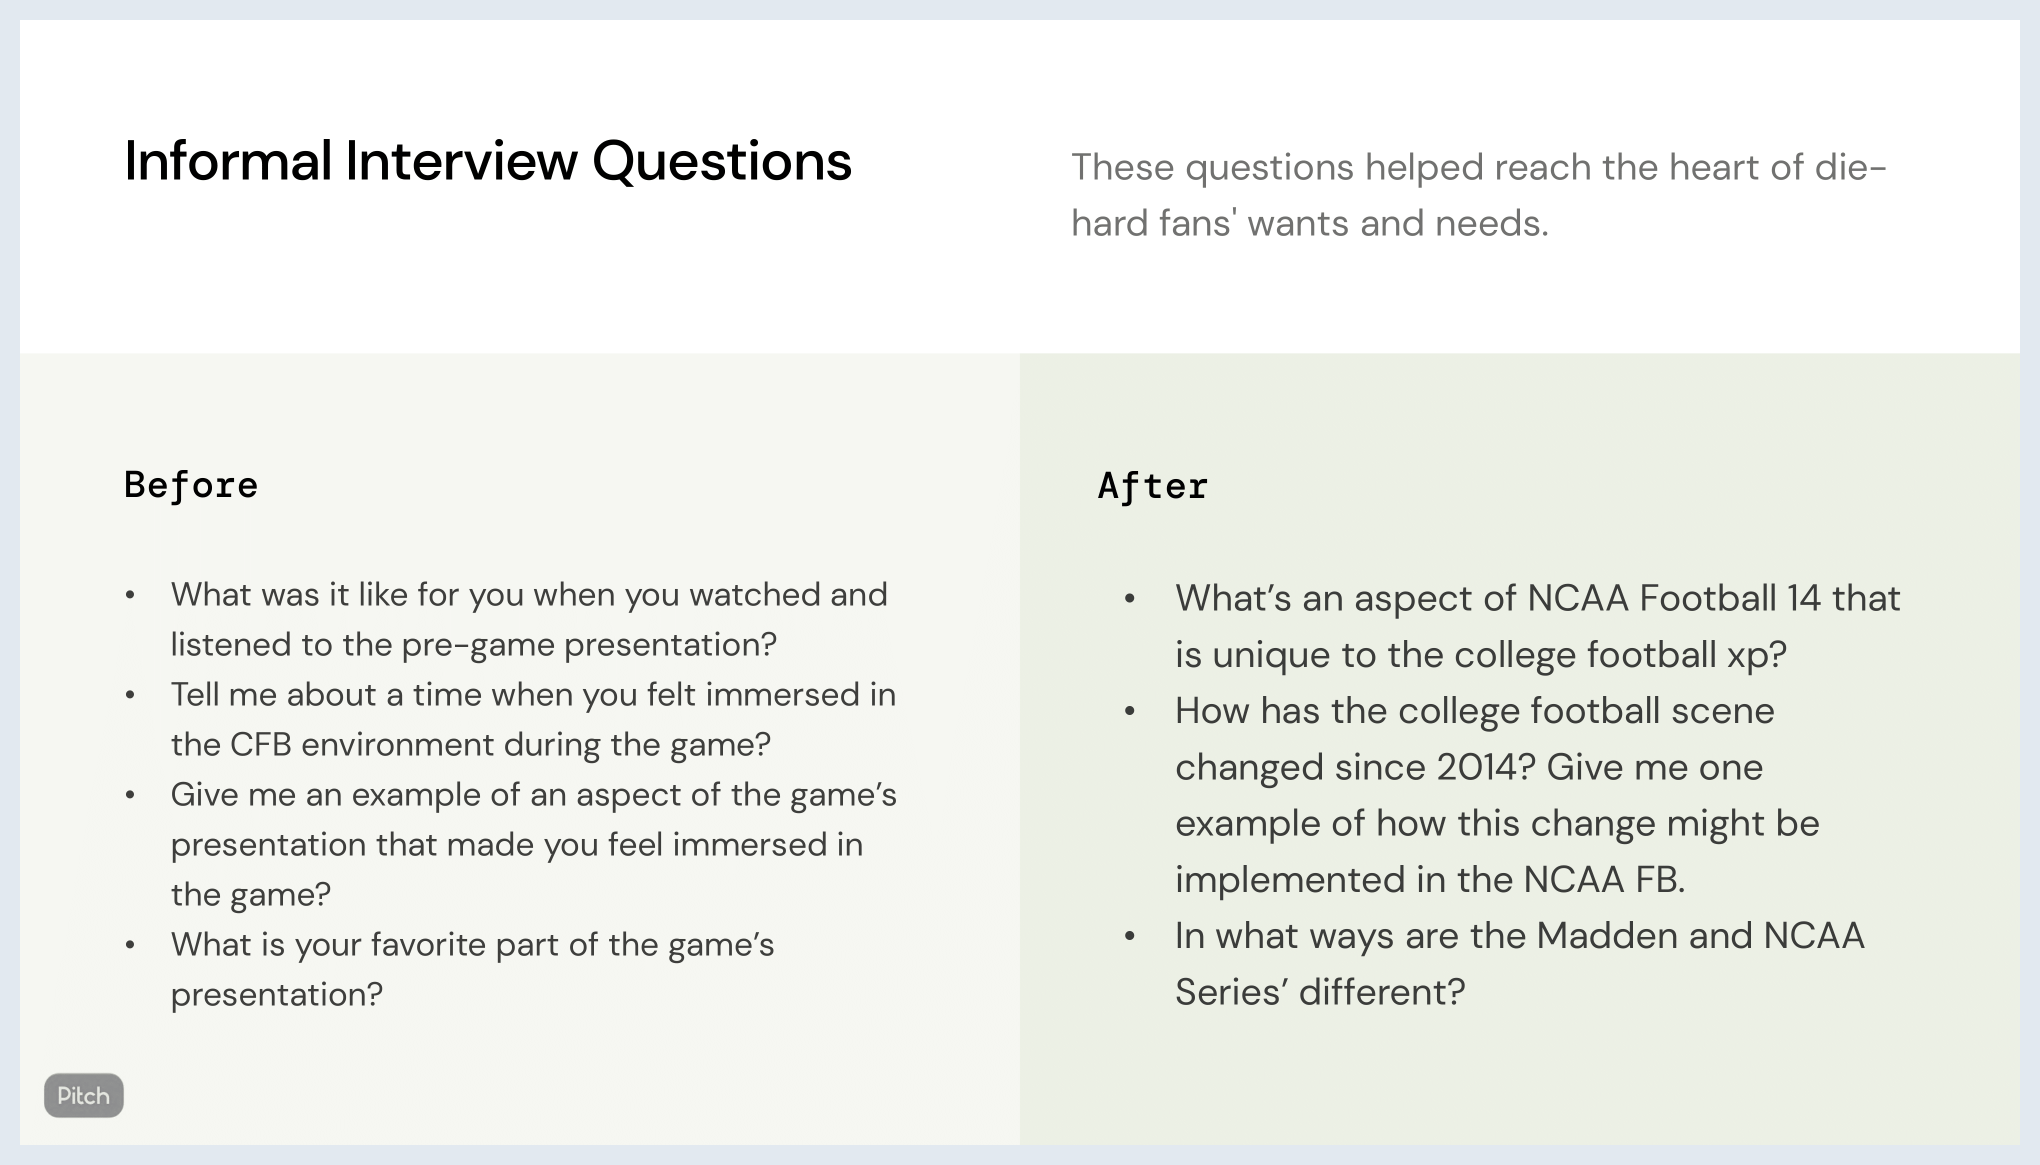 Informal Interview Questions
These questions helped reach the heart of die-
hard fans' wants and needs.
Before
• What was it like for you when you watched and
listened to the pre-game presentation?
• Tell me about a time when you felt immersed in
the CFB environment during the game?
• Give me an example of an aspect of the game’s
presentation that made you feel immersed in
the game?
• What is your favorite part of the game’s
presentation?
After
• What’s an aspect of NCAA Football 14 that
is unique to the college football xp?
• How has the college football scene
changed since 2014? Give me one
example of how this change might be
implemented in the NCAA FB.
• In what ways are the Madden and NCAA
Series’ different?
Pitch